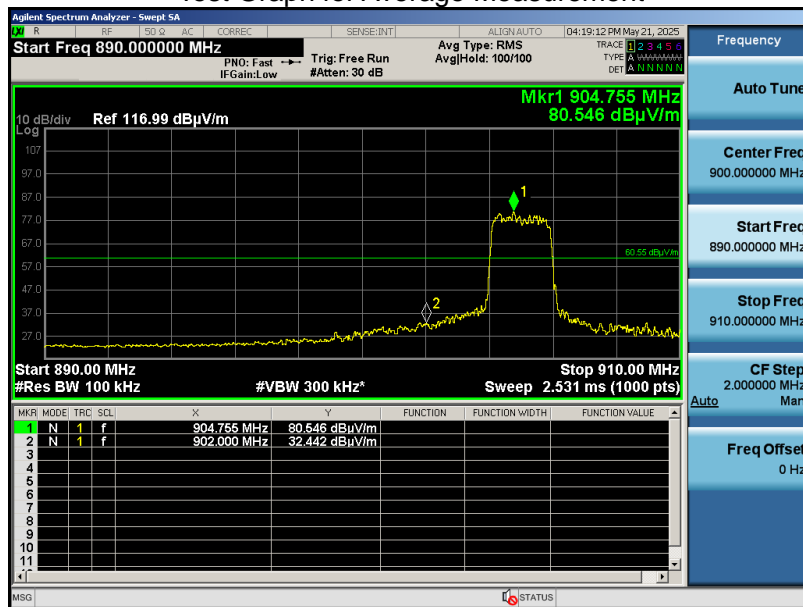 Test Graph for Average Measurement
Agilent Spectrum Analyzer - Swept SA
LXI R RF 50 Ω AC CORREC SENSE:INT ALIGN AUTO 04:19:12 PM May 21, 2025
Start Freq 890.000000 MHz
PNO: Fast
IFGain:Low
Trig: Free Run
#Atten: 30 dB
Avg Type: RMS
Avg|Hold: 100/100
TRACE 1 2 3 4 5 6
TYPE A WWWWW
DET A N N N N N
Mkr1 904.755 MHz
80.546 dBµV/m
10 dB/div Ref 116.99 dBµV/m
Log
107
97.0
87.0
77.0
67.0
57.0
47.0
37.0
27.0
1
60.55 dBµV/m
2
Start 890.00 MHz Stop 910.00 MHz
#Res BW 100 kHz #VBW 300 kHz* Sweep 2.531 ms (1000 pts)
MKR MODE TRC SCL X Y FUNCTION FUNCTION WIDTH FUNCTION VALUE
1 N 1 f 904.755 MHz 80.546 dBµV/m
2 N 1 f 902.000 MHz 32.442 dBµV/m
3
4
5
6
7
8
9
10
11
MSG STATUS
Frequency
Auto Tune
Center Freq
900.000000 MHz
Start Freq
890.000000 MHz
Stop Freq
910.000000 MHz
CF Step
2.000000 MHz
Auto Man
Freq Offset
0 Hz